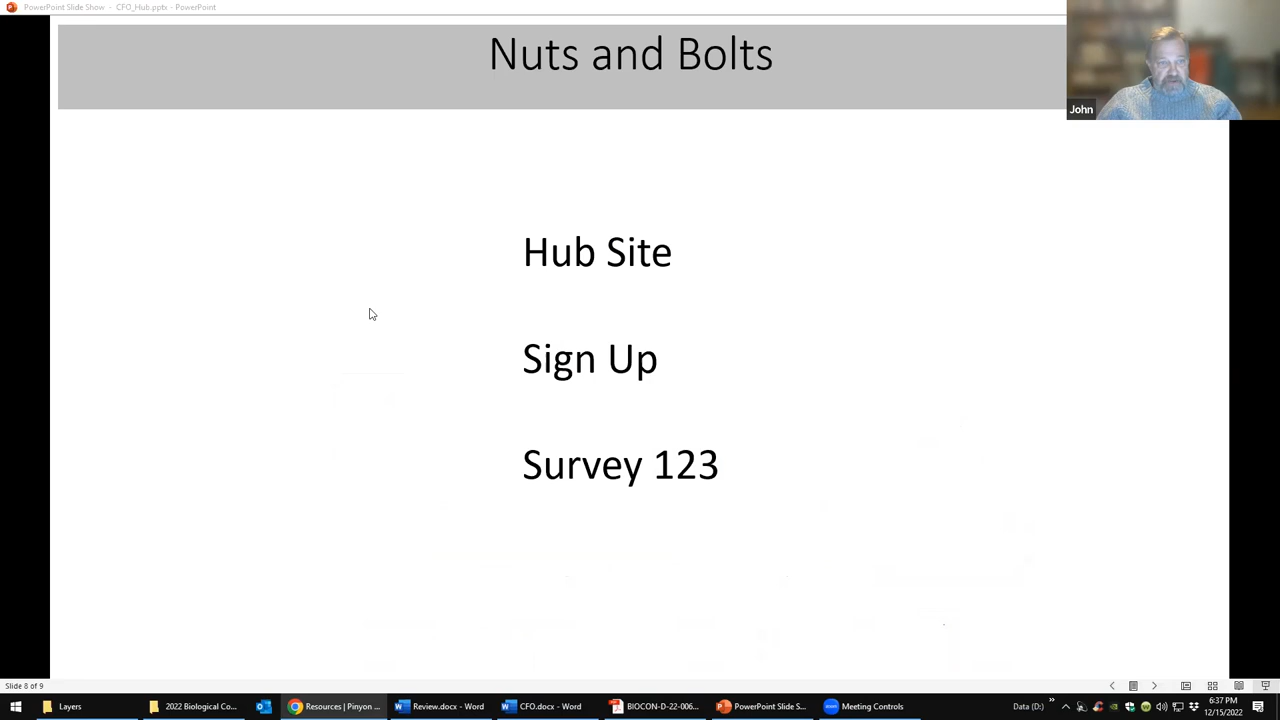 PowerPoint Slide Show - CFO_Hub.pptx - PowerPoint
Nuts and Bolts
John
Hub Site
Sign Up
Survey 123
Slide 8 of 9
Layers
2022 Biological Co...
Resources | Pinyon ...
Review.docx - Word
CFO.docx - Word
BIOCON-D-22-006...
PowerPoint Slide S...
Meeting Controls
Data (D:)
6:37 PM
12/15/2022